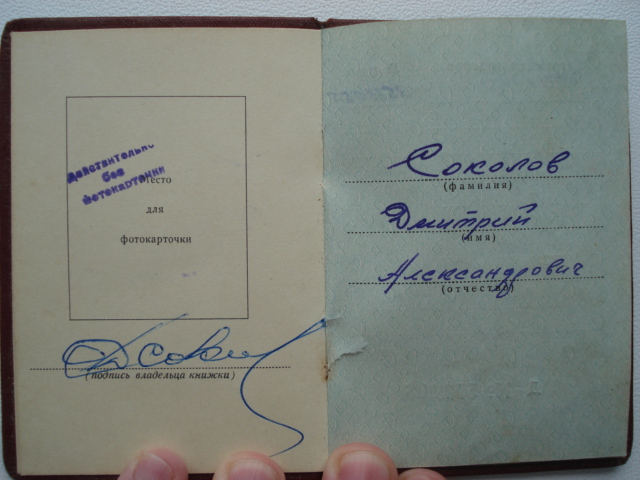 Действительно
без
фотокарточки
Место
для
фотокарточки
(подпись владельца книжки)
Соколов
(фамилия)
Дмитрий
(имя)
Александрович
(отчество)